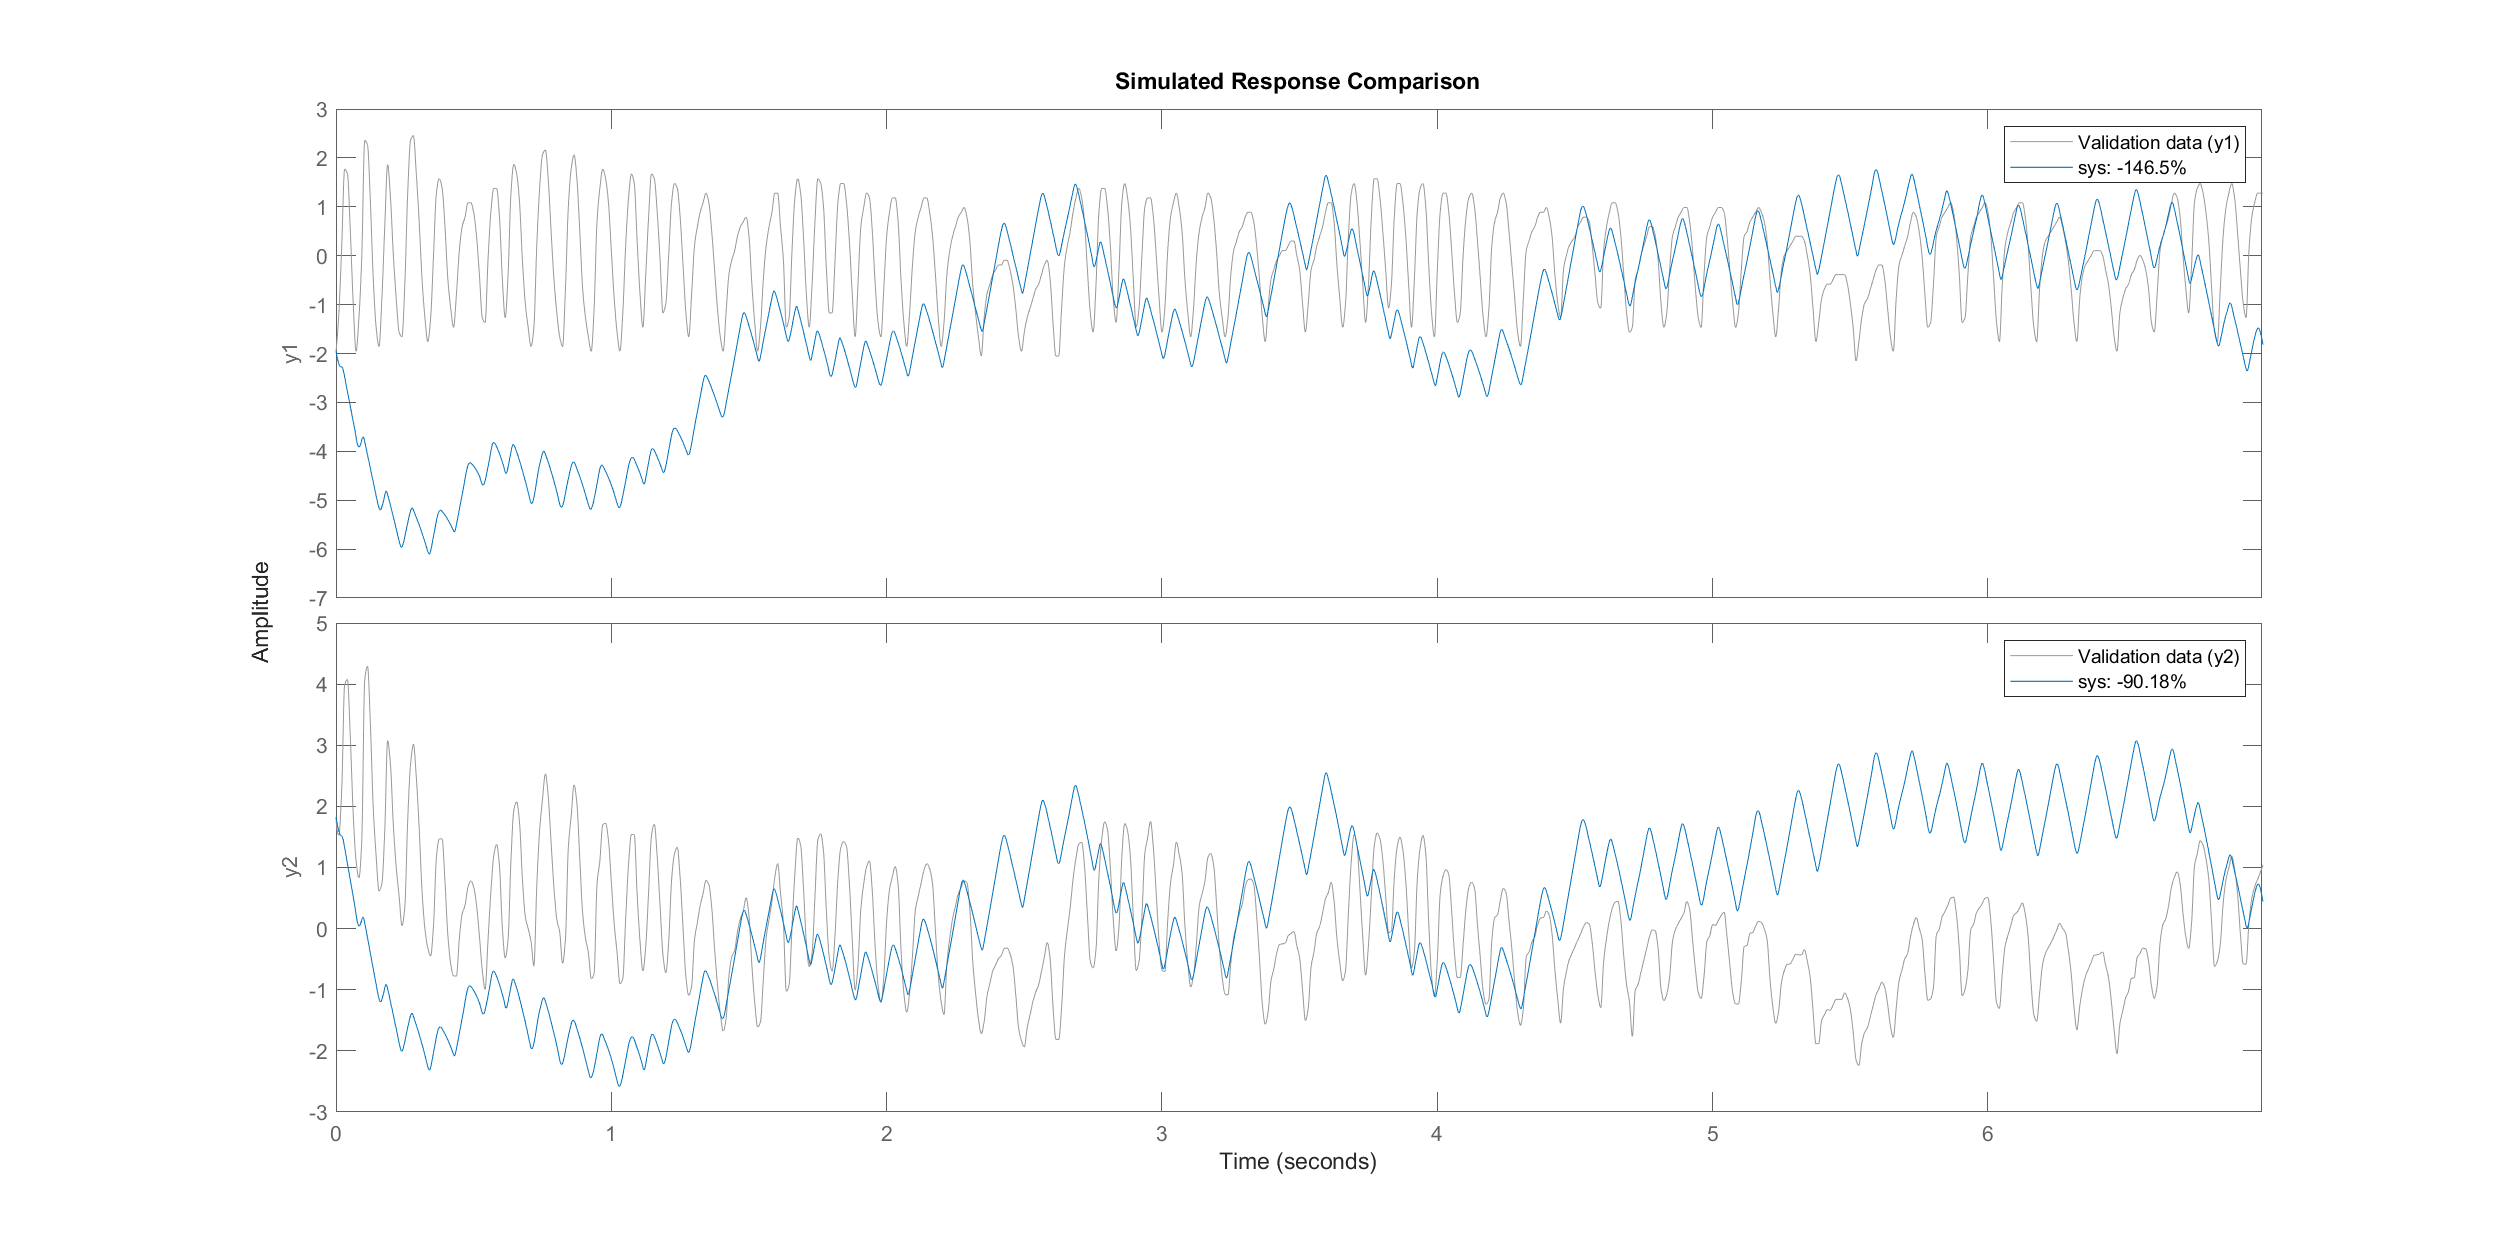 Simulated Response Comparison
3
2
1
0
-1
-2
-3
-4
-5
-6
-7
y1
Validation data (y1)
sys: -146.5%
Amplitude
5
4
3
2
1
0
-1
-2
-3
y2
Validation data (y2)
sys: -90.18%
0 1 2 3 4 5 6
Time (seconds)